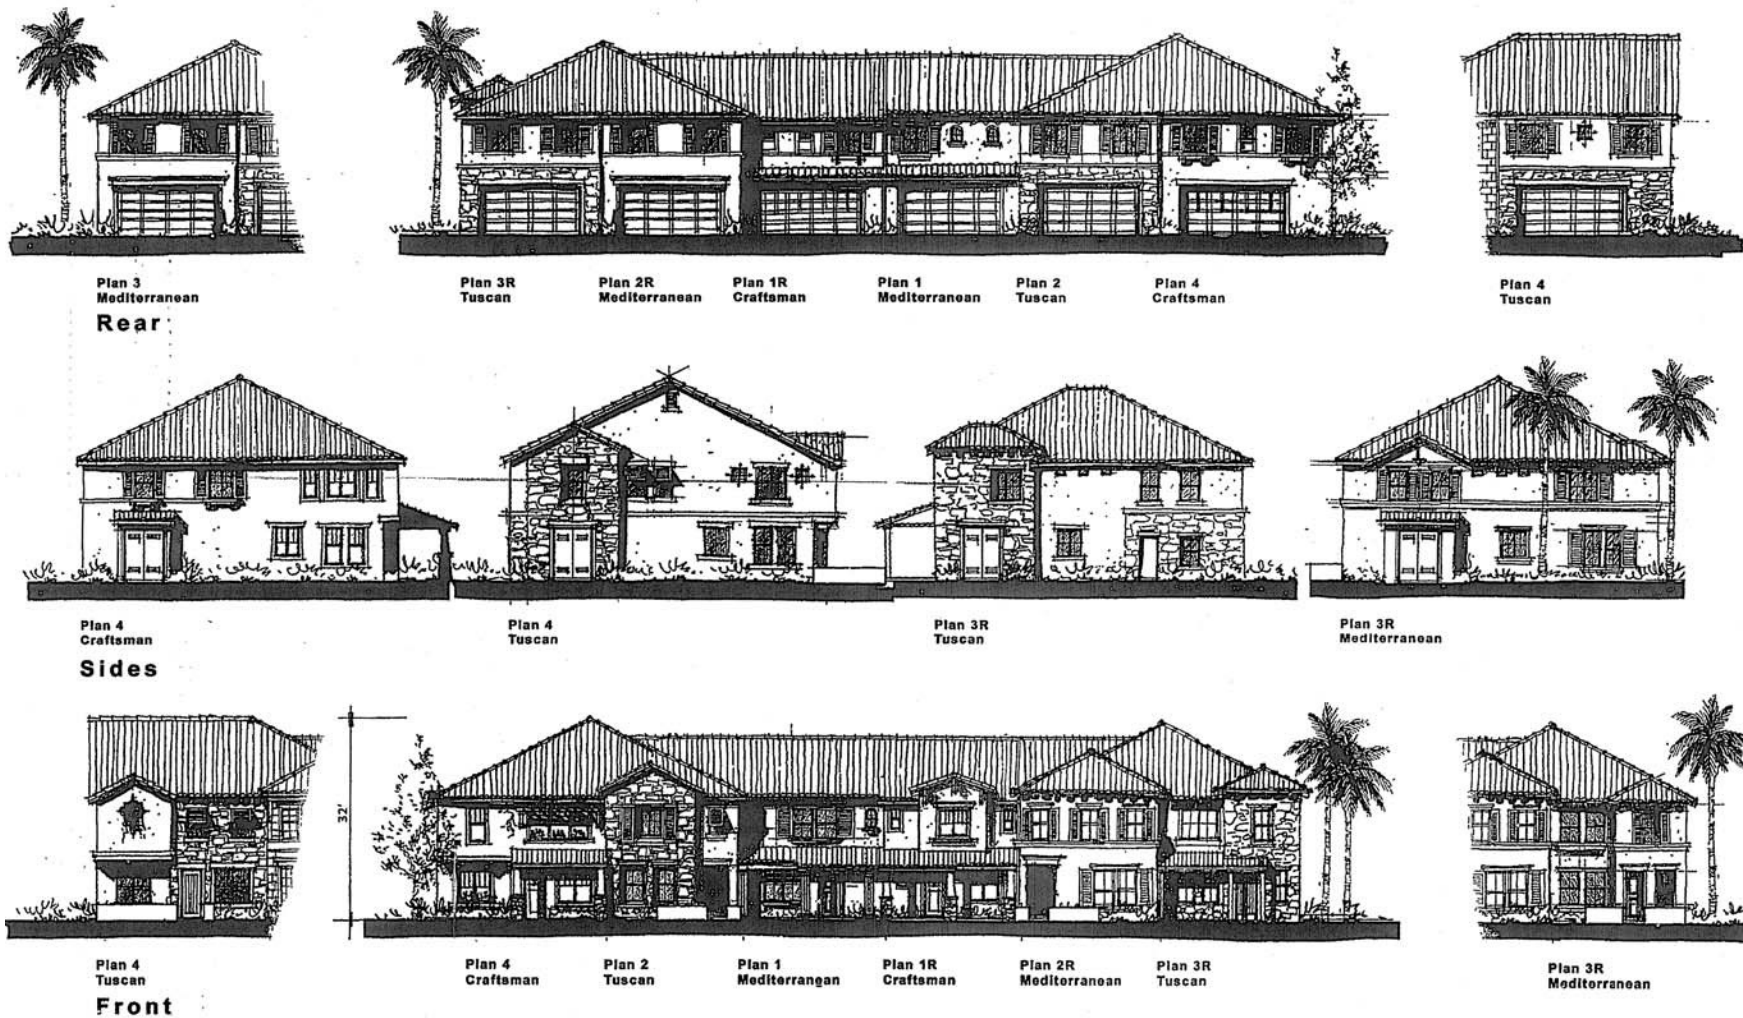 Plan 3
Mediterranean
Plan 3R
Tuscan
Plan 2R
Mediterranean
Plan 1R
Craftsman
Plan 1
Mediterranean
Plan 2
Tuscan
Plan 4
Craftsman
Plan 4
Tuscan
Rear
Plan 4
Craftsman
Plan 4
Tuscan
Plan 3R
Tuscan
Plan 3R
Mediterranean
Sides
32'
Plan 4
Tuscan
Plan 4
Craftsman
Plan 2
Tuscan
Plan 1
Mediterranean
Plan 1R
Craftsman
Plan 2R
Mediterranean
Plan 3R
Tuscan
Plan 3R
Mediterranean
Front